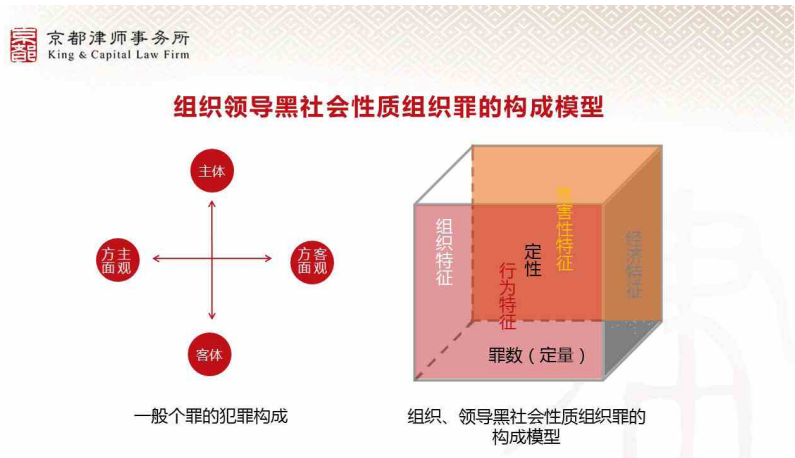 京都
京都律师事务所
King & Capital Law Firm
组织领导黑社会性质组织罪的构成模型
主体
主观方面
客观方面
客体
一般个罪的犯罪构成
组织特征
行为特征
定性
危害性特征
经济特征
罪数（定量）
组织、领导黑社会性质组织罪的
构成模型